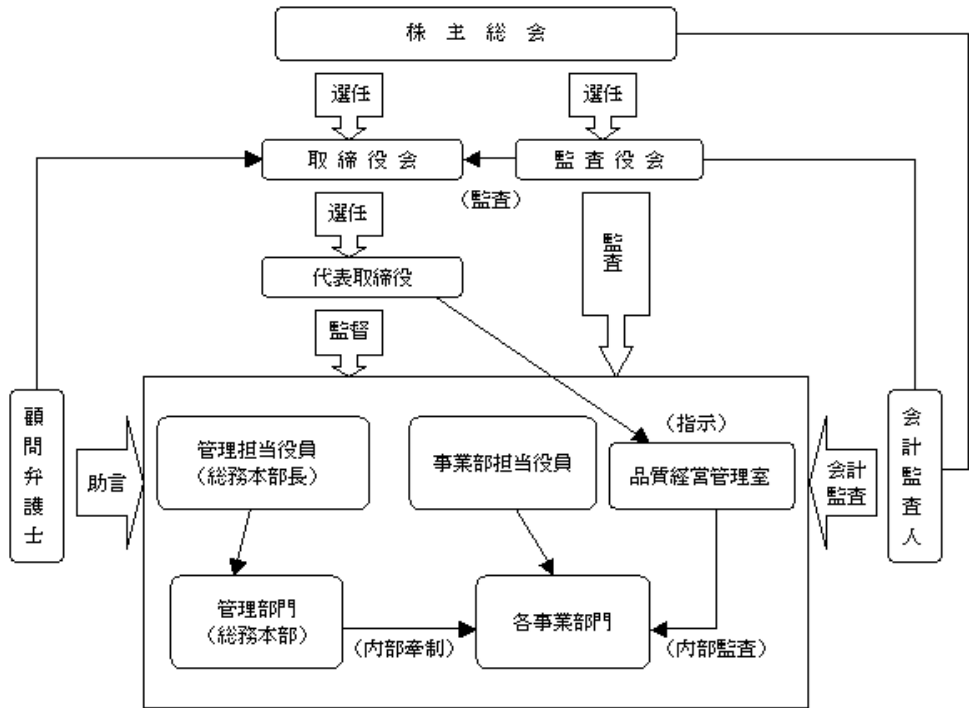 株主総会
選任
選任
取締役会
監査役会
（監査）
選任
監査
代表取締役
監督
顧問弁護士
助言
管理担当役員
（総務本部長）
事業部担当役員
（指示）
品質経営管理室
会計
監査
会計監査人
管理部門
（総務本部）
（内部牽制）
各事業部門
（内部監査）